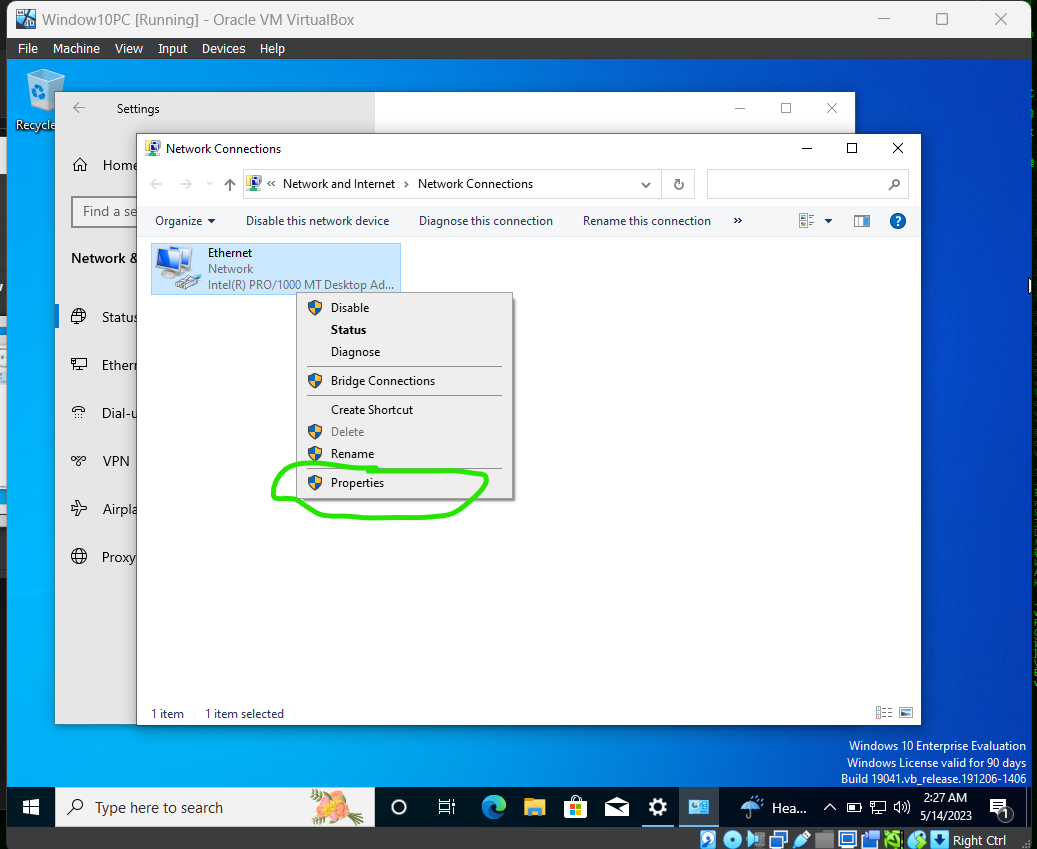 Window10PC [Running] - Oracle VM VirtualBox
File Machine View Input Devices Help
Recycle
Settings
Home
Find a se
Network &
Status
Ethern
Dial-u
VPN
Airpla
Proxy
Network Connections
« Network and Internet > Network Connections
Organize Disable this network device Diagnose this connection Rename this connection »
Ethernet
Network
Intel(R) PRO/1000 MT Desktop Ad...
Disable
Status
Diagnose
Bridge Connections
Create Shortcut
Delete
Rename
Properties
1 item 1 item selected
Windows 10 Enterprise Evaluation
Windows License valid for 90 days
Build 19041.vb_release.191206-1406
Type here to search
Hea...
2:27 AM
5/14/2023
1
Right Ctrl